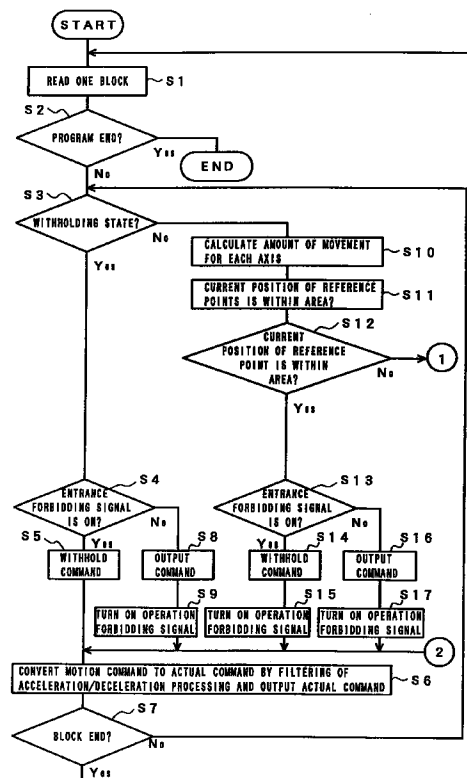 START
READ ONE BLOCK
S1
S2
PROGRAM END?
Yes
END
No
S3
WITHHOLDING STATE?
No
Yes
CALCULATE AMOUNT OF MOVEMENT
FOR EACH AXIS
S10
CURRENT POSITION OF REFERENCE
POINTS IS WITHIN AREA?
S11
S12
CURRENT
POSITION OF REFERENCE
POINT IS WITHIN
AREA?
No
1
Yes
S4
ENTRANCE
FORBIDDING SIGNAL
IS ON?
No
Yes
S13
ENTRANCE
FORBIDDING SIGNAL
IS ON?
No
Yes
S5
WITHHOLD
COMMAND
S8
OUTPUT
COMMAND
S14
WITHHOLD
COMMAND
S16
OUTPUT
COMMAND
S9
TURN ON OPERATION
FORBIDDING SIGNAL
S15
TURN ON OPERATION
FORBIDDING SIGNAL
S17
TURN ON OPERATION
FORBIDDING SIGNAL
2
CONVERT MOTION COMMAND TO ACTUAL COMMAND BY FILTERING OF
ACCELERATION/DECELERATION PROCESSING AND OUTPUT ACTUAL COMMAND
S6
S7
BLOCK END?
No
Yes